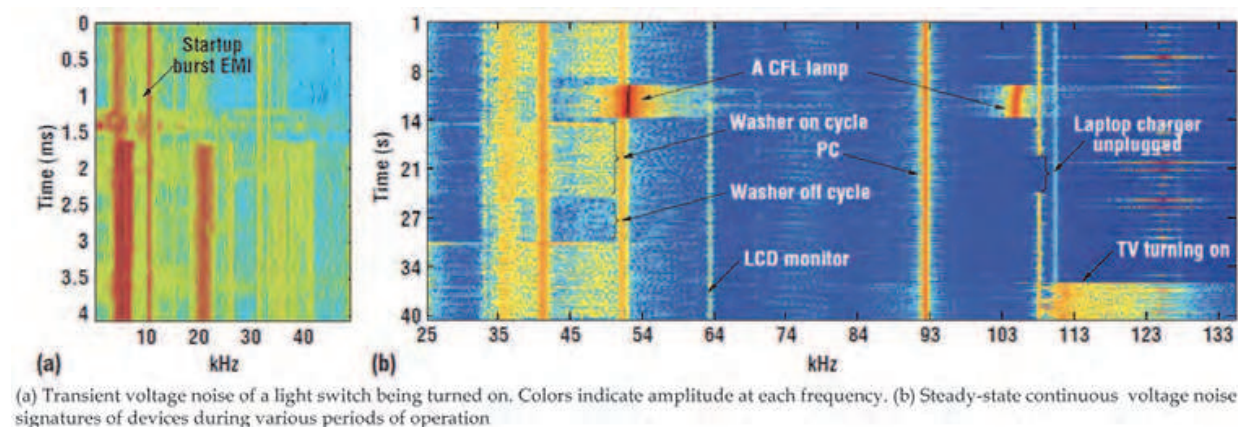 Startup
burst EMI
Time (ms)
0
0.5
1
1.5
2
2.5
3
3.5
4
10 20 30 40
kHz
(a)
A CFL lamp
Washer on cycle
PC
Laptop charger
unplugged
Washer off cycle
LCD monitor
TV turning on
Time (s)
1
8
14
21
27
34
40
25 34 45 54 64 74 84 93 103 113 123 133
kHz
(b)
(a) Transient voltage noise of a light switch being turned on. Colors indicate amplitude at each frequency. (b) Steady-state continuous voltage noise
signatures of devices during various periods of operation